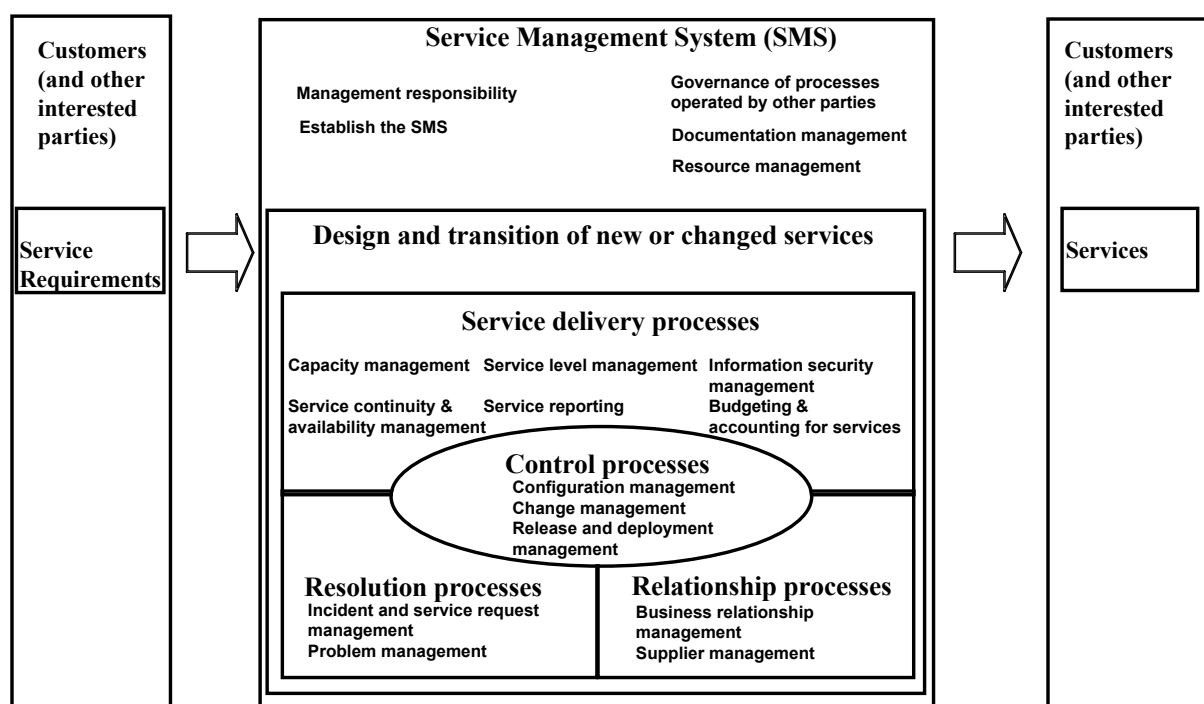 Customers
(and other
interested
parties)
Service
Requirements
Service Management System (SMS)
Management responsibility
Establish the SMS
Governance of processes
operated by other parties
Documentation management
Resource management
Design and transition of new or changed services
Service delivery processes
Capacity management
Service level management
Information security
management
Service continuity &
availability management
Service reporting
Budgeting &
accounting for services
Control processes
Configuration management
Change management
Release and deployment
management
Resolution processes
Incident and service request
management
Problem management
Relationship processes
Business relationship
management
Supplier management
Customers
(and other
interested
parties)
Services